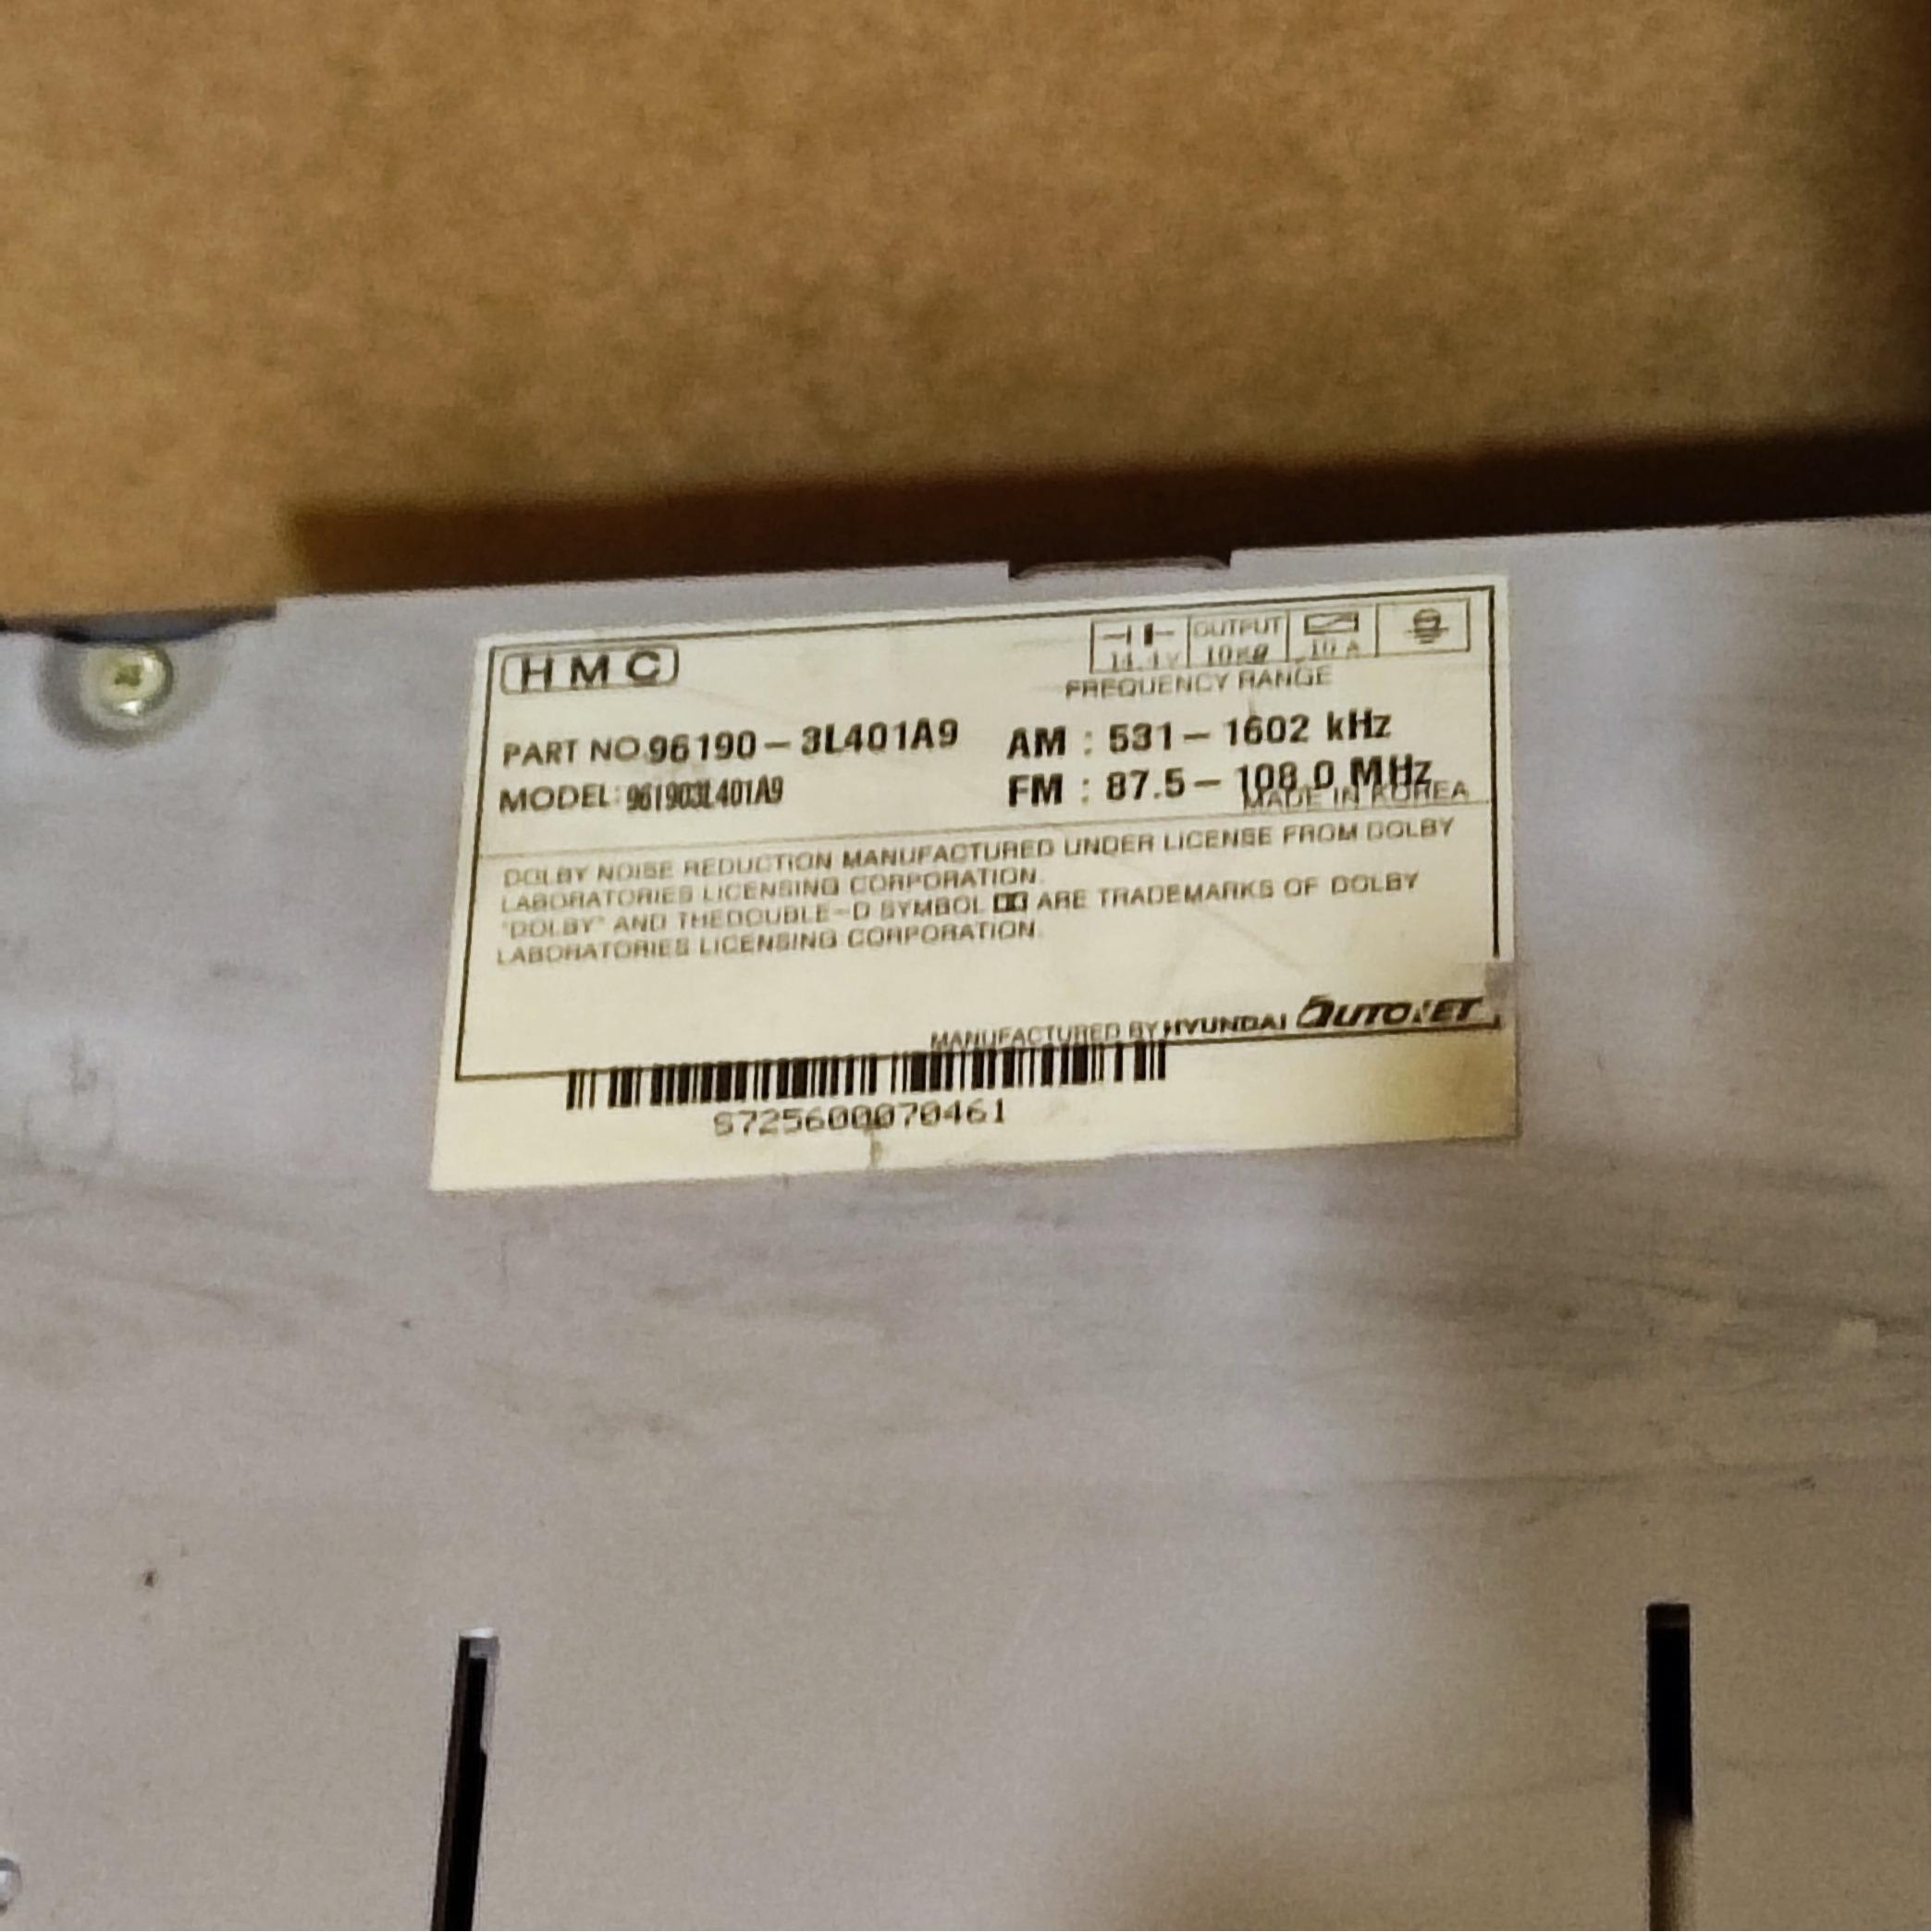 HMC
OUTPUT
14.4V 10 A
FREQUENCY RANGE
PART NO.96190-3L401A9 AM : 531-1602 kHz
MODEL:961903L401A9 FM : 87.5-108.0 MHz
MADE IN KOREA
DOLBY NOISE REDUCTION MANUFACTURED UNDER LICENSE FROM DOLBY
LABORATORIES LICENSING CORPORATION.
"DOLBY" AND THEDOUBLE-D SYMBOL ARE TRADEMARKS OF DOLBY
LABORATORIES LICENSING CORPORATION.
MANUFACTURED BY HYUNDAI AUTONET
S725600070461